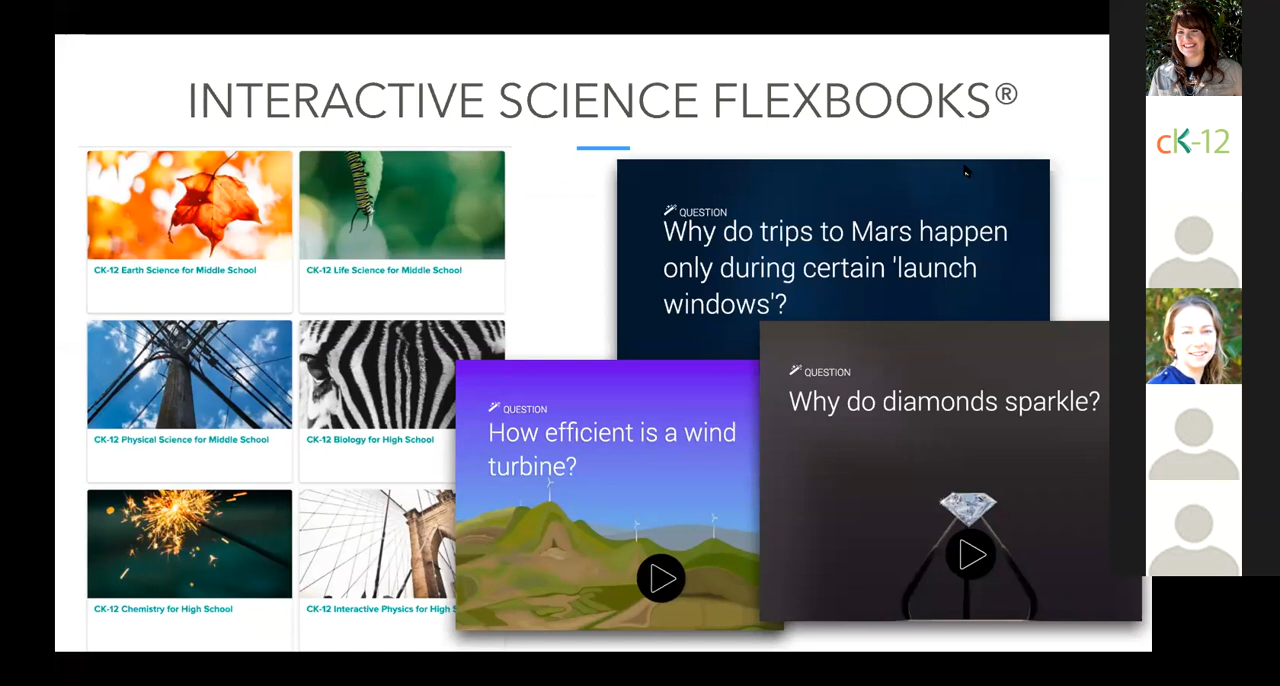 INTERACTIVE SCIENCE FLEXBOOKS®
cK-12
CK-12 Earth Science for Middle School
CK-12 Life Science for Middle School
CK-12 Physical Science for Middle School
CK-12 Biology for High School
CK-12 Chemistry for High School
CK-12 Interactive Physics for High S
QUESTION
Why do trips to Mars happen
only during certain 'launch
windows'?
QUESTION
How efficient is a wind
turbine?
QUESTION
Why do diamonds sparkle?